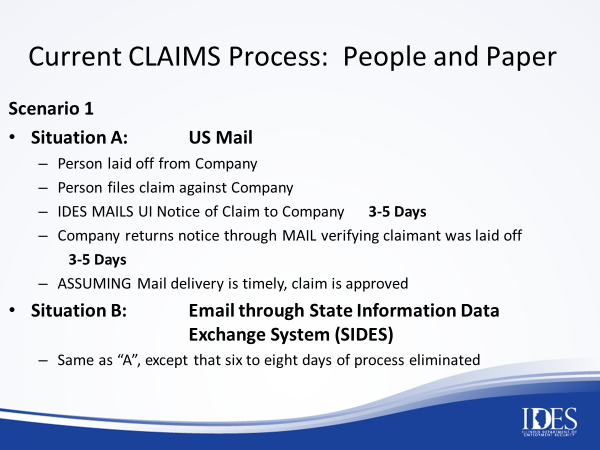 Current CLAIMS Process: People and Paper
Scenario 1
• Situation A: US Mail
– Person laid off from Company
– Person files claim against Company
– IDES MAILS UI Notice of Claim to Company 3-5 Days
– Company returns notice through MAIL verifying claimant was laid off
3-5 Days
– ASSUMING Mail delivery is timely, claim is approved
• Situation B: Email through State Information Data
Exchange System (SIDES)
– Same as “A”, except that six to eight days of process eliminated
IDES
ILLINOIS DEPARTMENT OF
EMPLOYMENT SECURITY